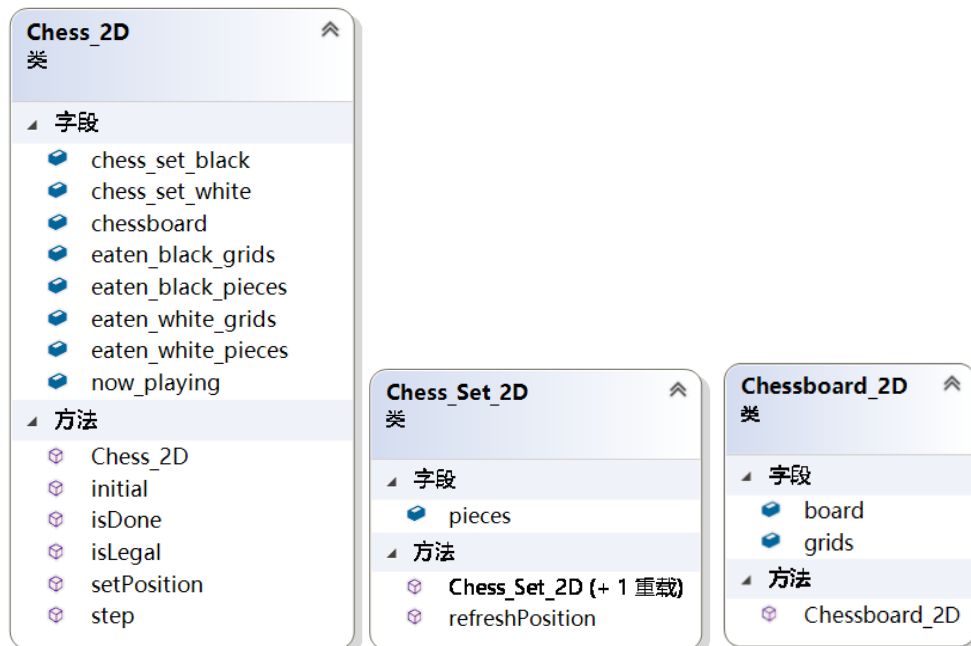 Chess_2D
类
字段
chess_set_black
chess_set_white
chessboard
eaten_black_grids
eaten_black_pieces
eaten_white_grids
eaten_white_pieces
now_playing
方法
Chess_2D
initial
isDone
isLegal
setPosition
step
Chess_Set_2D
类
字段
pieces
方法
Chess_Set_2D (+ 1 重载)
refreshPosition
Chessboard_2D
类
字段
board
grids
方法
Chessboard_2D